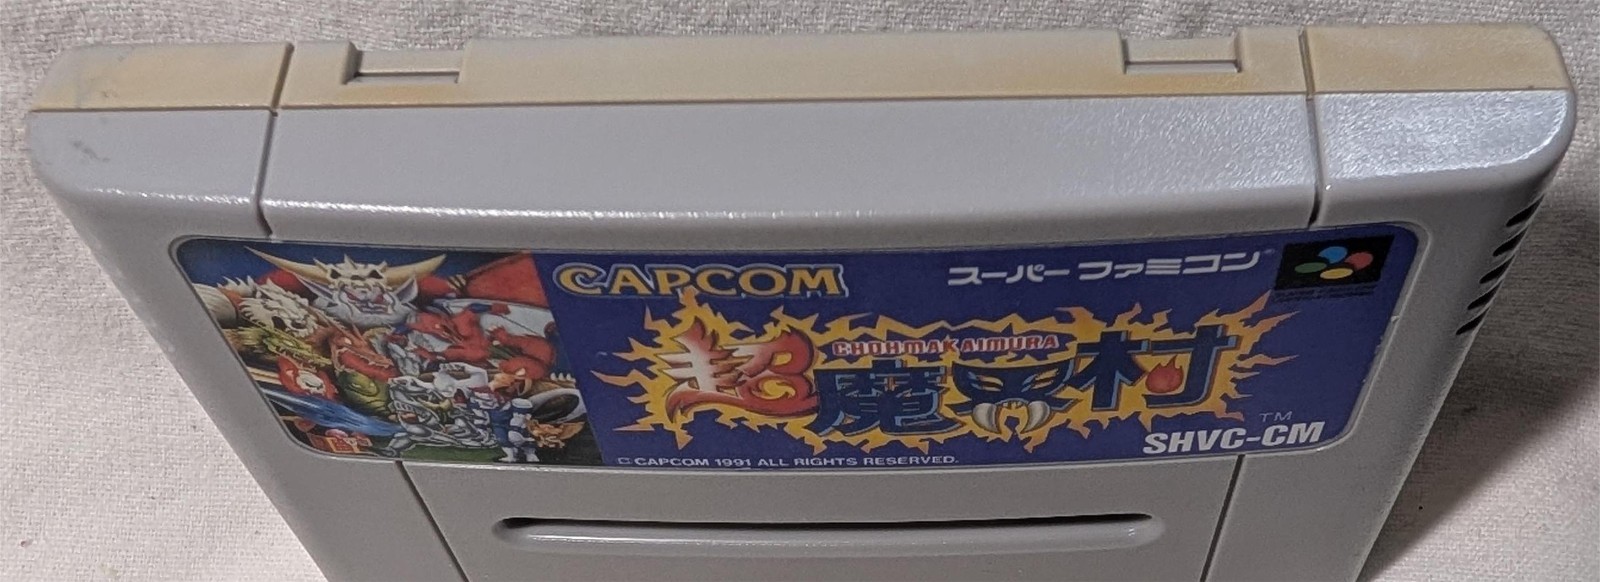 CAPCOM
スーパーファミコン
CHOHMAKAIMURA
超魔界村
TM
SHVC-CM
© CAPCOM 1991 ALL RIGHTS RESERVED.